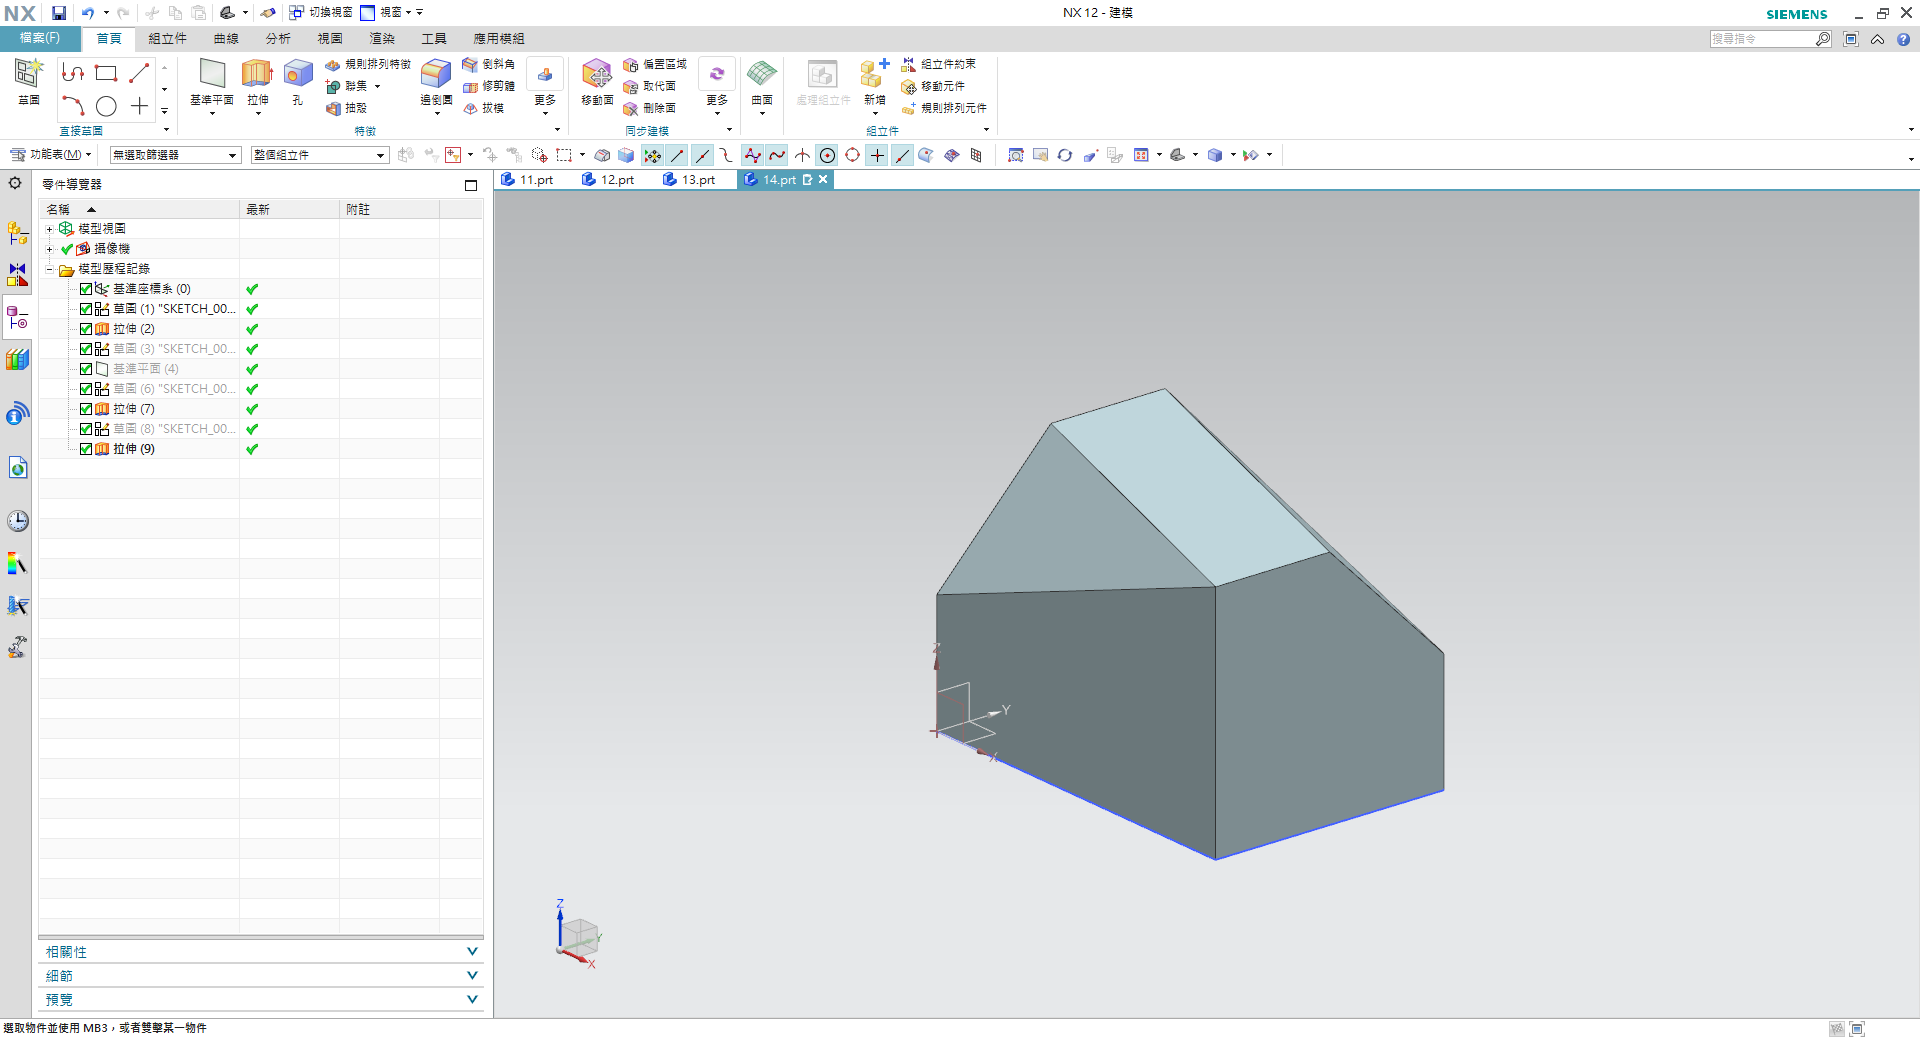 NX 切換視窗 視窗 NX 12 - 建模 SIEMENS
檔案(F) 首頁 組立件 曲線 分析 視圖 渲染 工具 應用模組 搜尋指令
草圖 基準平面 拉伸 孔 規則排列特徵 聯集 抽殼 邊倒圓 倒斜角 修剪體 拔模 更多 移動面 偏置區域 取代面 刪除面 更多 曲面 處理組立件 新增 組立件約束 移動元件 規則排列元件
直接草圖 特徵 同步建模 組立件
功能表(M) 無選取篩選器 整個組立件
零件導覽器 11.prt 12.prt 13.prt 14.prt
名稱 最新 附註
模型視圖
攝像機
模型歷程記錄
基準座標系 (0)
草圖 (1) "SKETCH_00...
拉伸 (2)
草圖 (3) "SKETCH_00...
基準平面 (4)
草圖 (6) "SKETCH_00...
拉伸 (7)
草圖 (8) "SKETCH_00...
拉伸 (9)
Z
Y
X
Z
Y
X
相關性
細節
預覽
選取物件並使用 MB3，或者雙擊某一物件